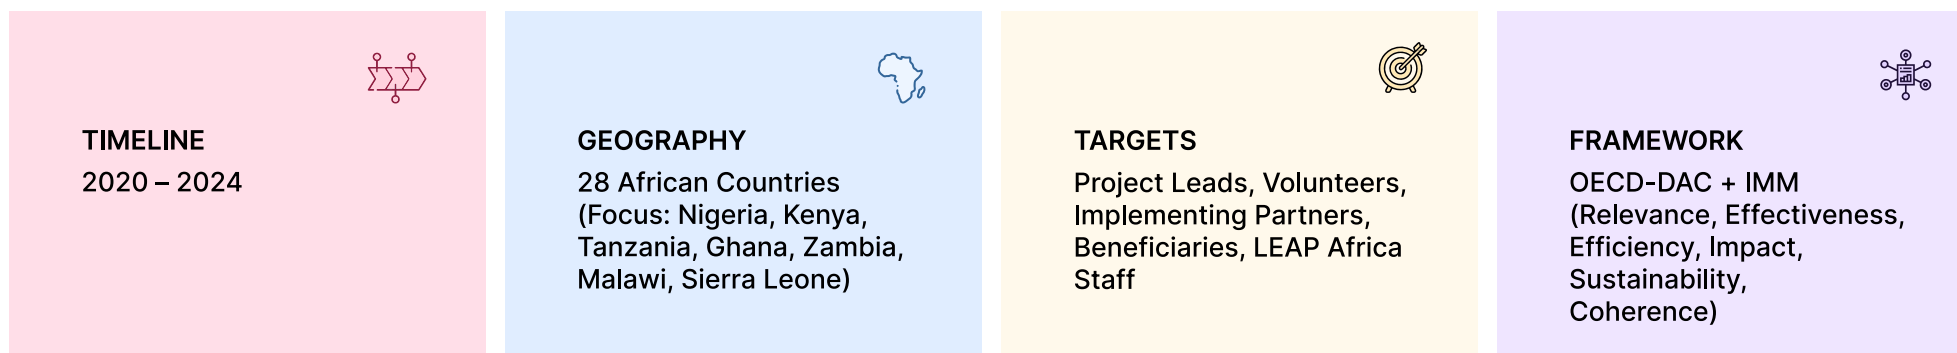 TIMELINE
2020 – 2024
GEOGRAPHY
28 African Countries
(Focus: Nigeria, Kenya,
Tanzania, Ghana, Zambia,
Malawi, Sierra Leone)
TARGETS
Project Leads, Volunteers,
Implementing Partners,
Beneficiaries, LEAP Africa
Staff
FRAMEWORK
OECD-DAC + IMM
(Relevance, Effectiveness,
Efficiency, Impact,
Sustainability,
Coherence)